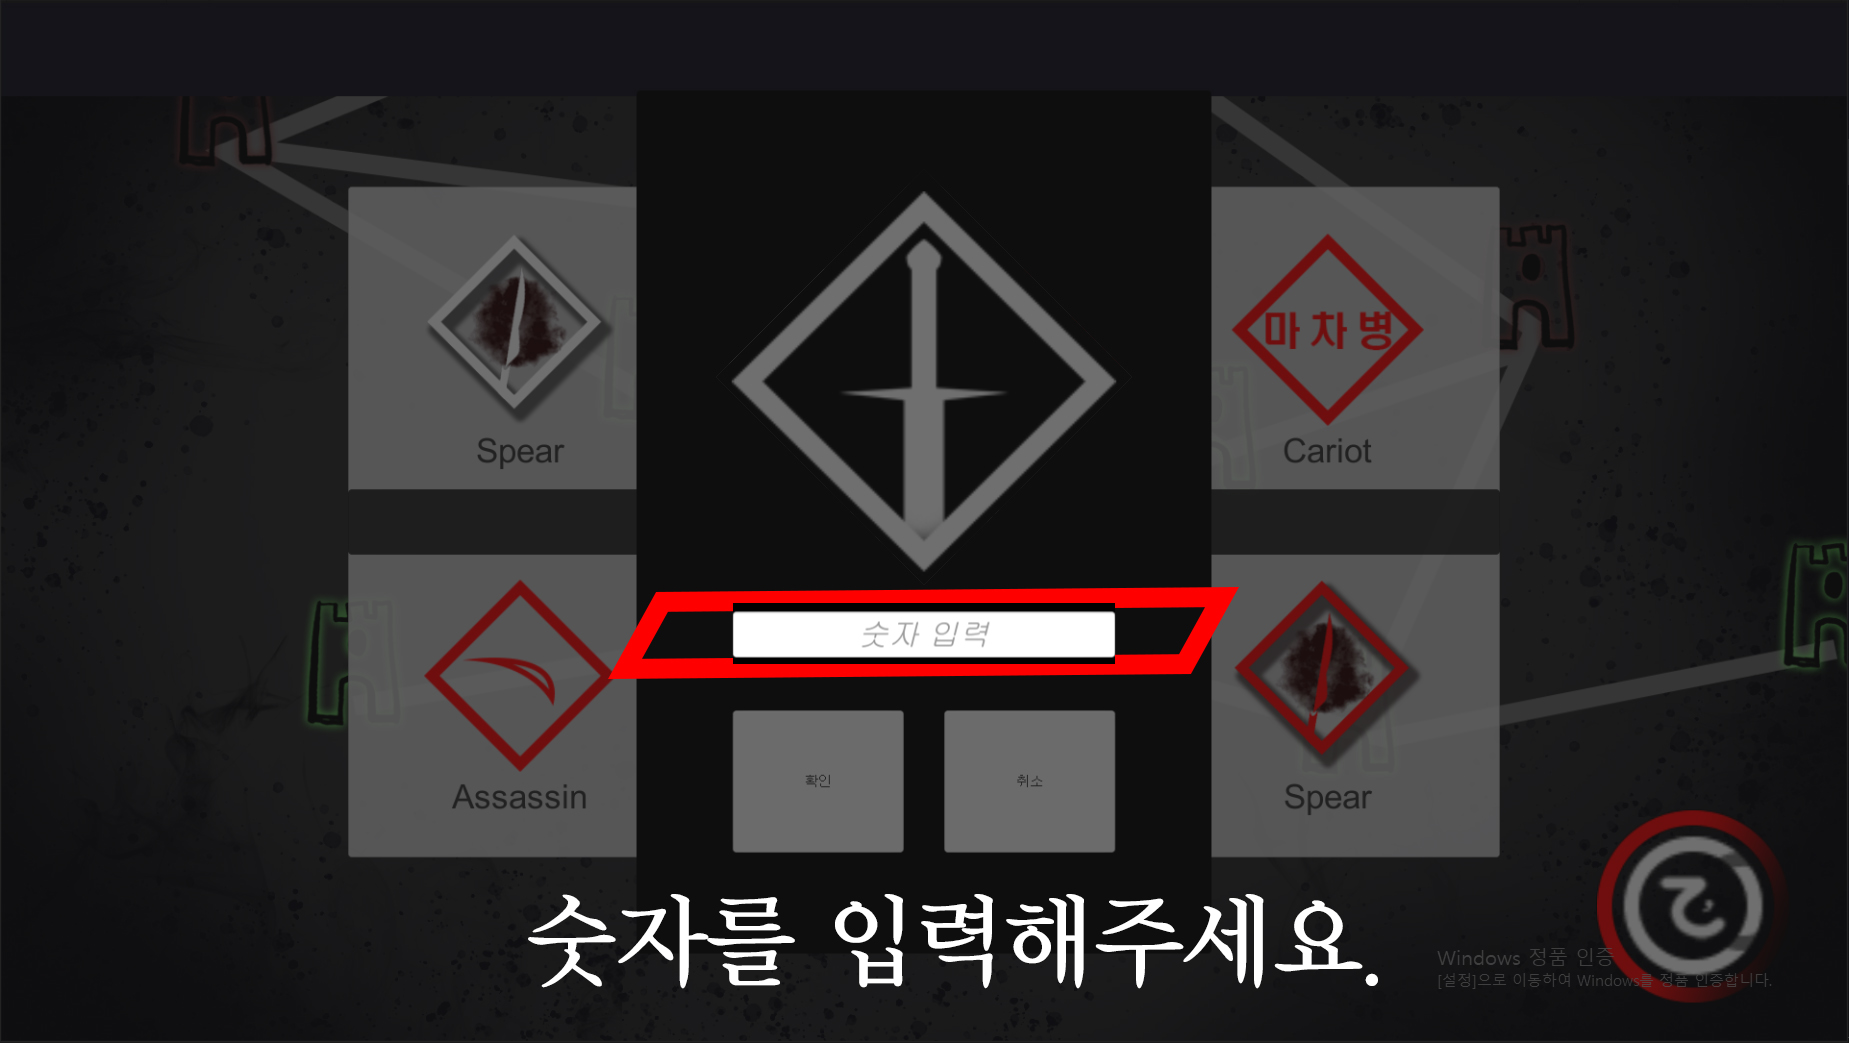 Spear
마차병
Cariot
숫자 입력
확인
취소
Assassin
Spear
숫자를 입력해주세요.
Windows 정품 인증
[설정]으로 이동하여 Windows를 정품 인증합니다.